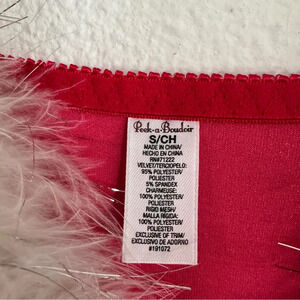 Peek-a-Boudoir
S/CH
MADE IN CHINA/
HECHO EN CHINA
RN#71222
VELVET/TERCIOPELO:
95% POLYESTER/
POLIESTER
5% SPANDEX
CHARMEUSE:
100% POLYESTER/
POLIESTER
RIGID MESH/
MALLA RIGIDA:
100% POLYESTER/
POLIESTER
EXCLUSIVE OF TRIM/
EXCLUSIVO DE ADORNO
#191072